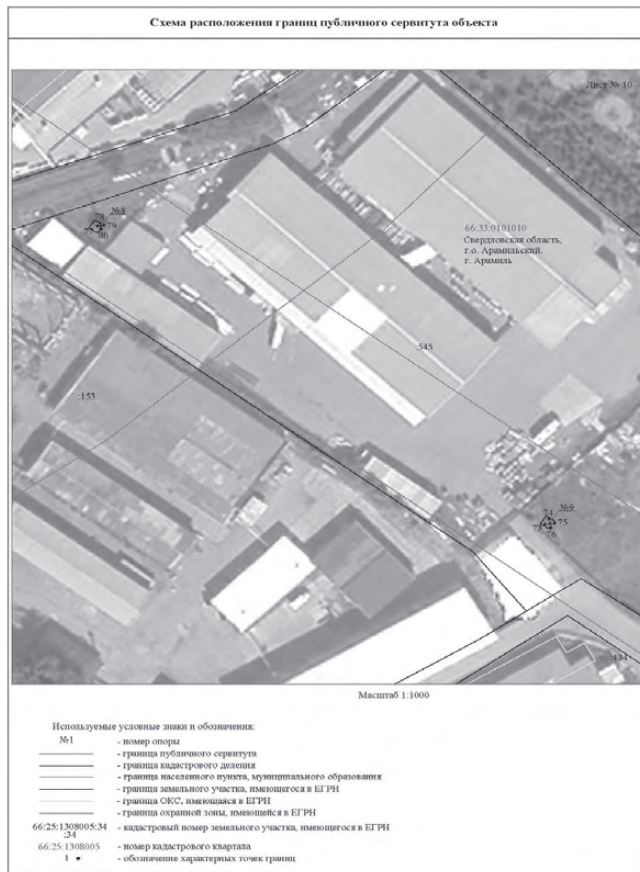 Схема расположения границ публичного сервитута объекта
Лист № 10
№8
78
77 79
80
66:33:0101010
Свердловская область,
г.о. Арамильский,
г. Арамиль
:545
:153
№9
74
73 75
76
:434
Масштаб 1:1000
Используемые условные знаки и обозначения:
№1 - номер опоры
- граница публичного сервитута
- граница кадастрового деления
- граница населенного пункта, муниципального образования
- граница земельного участка, имеющегося в ЕГРН
- граница ОКС, имеющаяся в ЕГРН
- граница охранной зоны, имеющейся в ЕГРН
66:25:1308005:34 - кадастровый номер земельного участка, имеющегося в ЕГРН
:34
66:25:1308005 - номер кадастрового квартала
1 - обозначение характерных точек границ